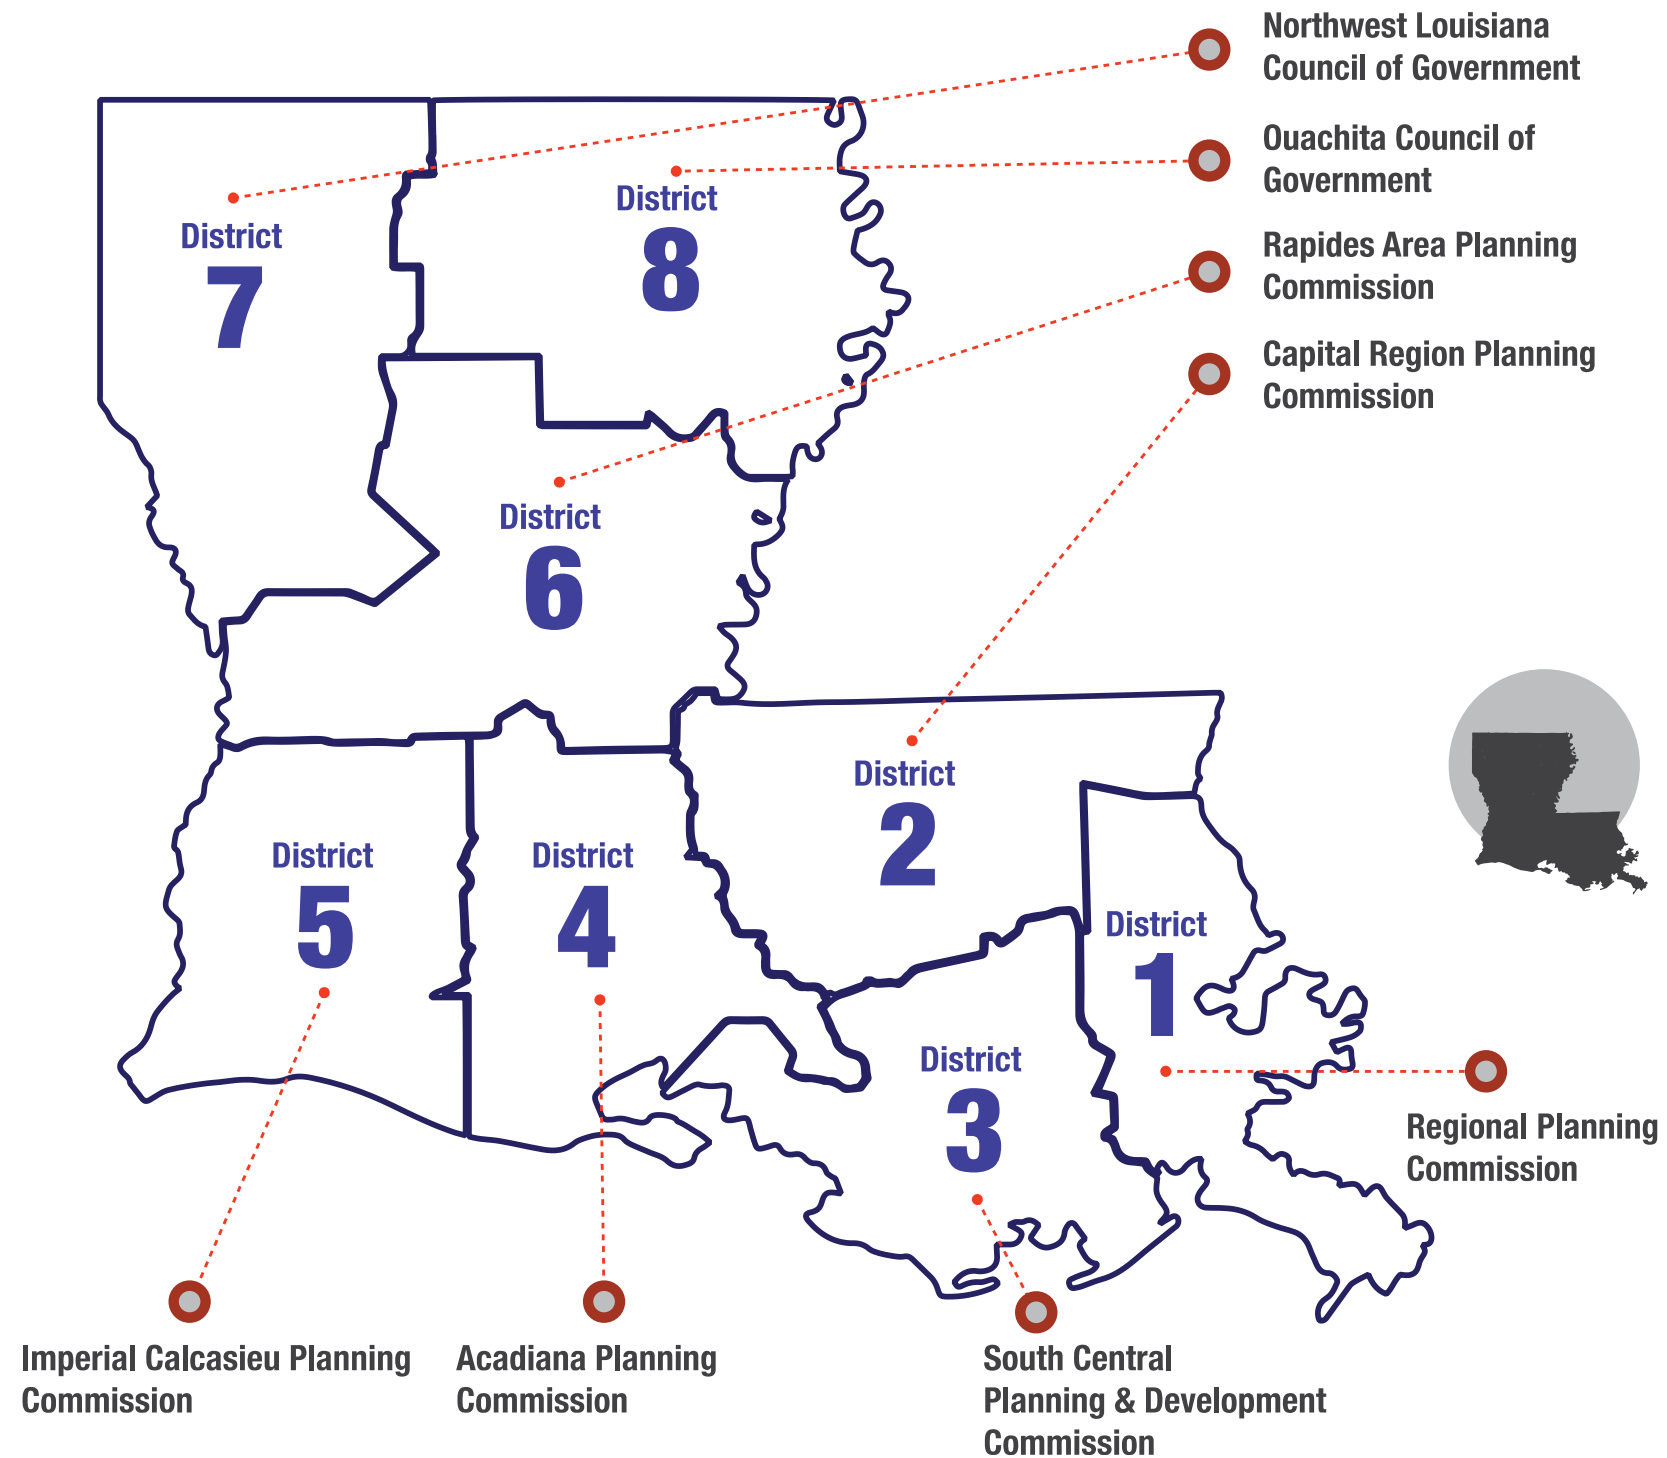 Northwest Louisiana
Council of Government
Ouachita Council of
Government
Rapides Area Planning
Commission
Capital Region Planning
Commission
District
7
District
8
District
6
District
2
District
5
District
4
District
1
District
3
Regional Planning
Commission
Imperial Calcasieu Planning
Commission
Acadiana Planning
Commission
South Central
Planning & Development
Commission